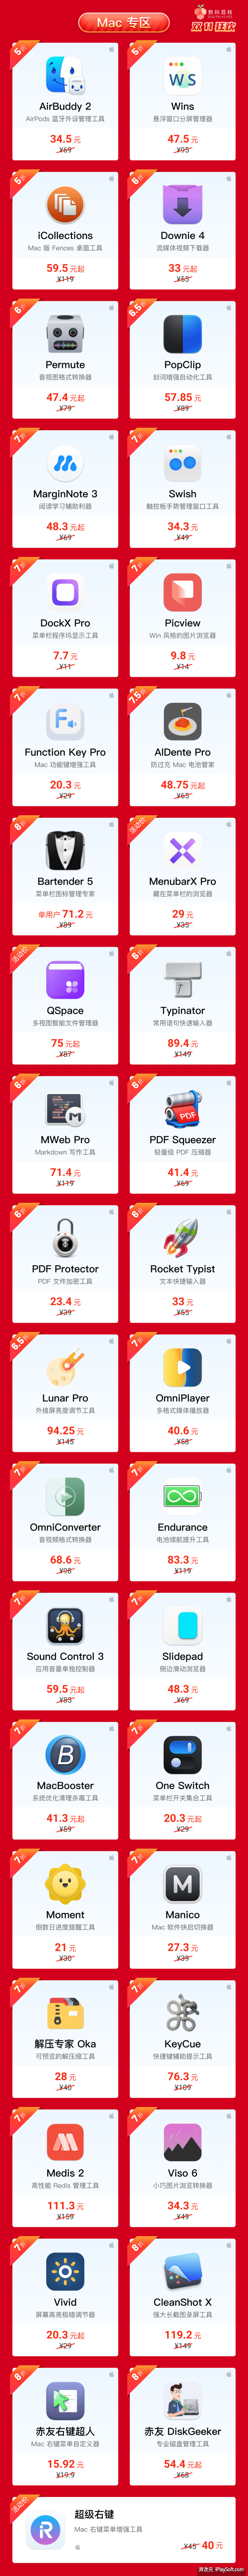 Mac 专区
数码荔枝
DIGITALYCHEE
双11狂欢
5折
AirBuddy 2
AirPods 蓝牙外设管理工具
34.5 元
¥69
5折
Wins
悬浮窗口分屏管理器
47.5 元
¥95
5折
iCollections
Mac 版 Fences 桌面工具
59.5 元起
¥119
6折
Downie 4
流媒体视频下载器
33 元起
¥55
6折
Permute
音视图格式转换器
47.4 元起
¥79
6.5折
PopClip
划词增强自动化工具
57.85 元
¥89
7折
MarginNote 3
阅读学习辅助利器
48.3 元起
¥69
7折
Swish
触控板手势管理窗口工具
34.3 元
¥49
7折
DockX Pro
菜单栏程序坞显示工具
7.7 元
¥11
7折
Picview
Win 风格的图片浏览器
9.8 元
¥14
7折
Function Key Pro
Mac 功能键增强工具
20.3 元
¥29
7.5折
AlDente Pro
防过充 Mac 电池管家
48.75 元起
¥65
8折
Bartender 5
菜单栏图标管理专家
单用户 71.2 元
¥89
活动价
MenubarX Pro
藏在菜单栏的浏览器
29 元
¥35
活动价
QSpace
多视图智能文件管理器
75 元起
¥87
6折
Typinator
常用语句快速输入器
89.4 元
¥149
6折
MWeb Pro
Markdown 写作工具
71.4 元
¥119
6折
PDF Squeezer
轻量级 PDF 压缩器
41.4 元
¥69
6折
PDF Protector
PDF 文件加密工具
23.4 元
¥39
6折
Rocket Typist
文本快捷输入器
33 元
¥55
6.5折
Lunar Pro
外接屏亮度调节工具
94.25 元
¥145
7折
OmniPlayer
多格式媒体播放器
40.6 元
¥58
7折
OmniConverter
音视频格式转换器
68.6 元
¥98
7折
Endurance
电池续航提升工具
83.3 元
¥119
7折
Sound Control 3
应用音量单独控制器
59.5 元起
¥85
7折
Slidepad
侧边滑动浏览器
48.3 元
¥69
7折
MacBooster
系统优化清理杀毒工具
41.3 元起
¥59
7折
One Switch
菜单栏开关集合工具
20.3 元
¥29
7折
Moment
倒数日进度提醒工具
21 元
¥30
7折
Manico
Mac 软件快启切换器
27.3 元
¥39
7折
解压专家 Oka
可预览的解压缩工具
28 元
¥40
7折
KeyCue
快捷键辅助提示工具
76.3 元
¥109
7折
Medis 2
高性能 Redis 管理工具
111.3 元
¥159
7折
Viso 6
小巧图片浏览转换器
34.3 元
¥49
7折
Vivid
屏幕高亮极暗调节器
20.3 元
¥29
8折
CleanShot X
强大长截图录屏工具
119.2 元
¥149
8折
赤友右键超人
Mac 右键菜单自定义器
15.92 元
¥19.9
8折
赤友 DiskGeeker
专业磁盘管理工具
54.4 元起
¥68
活动价
超级右键
Mac 右键菜单增强工具
¥45 40 元
异次元 iPlaySoft.com